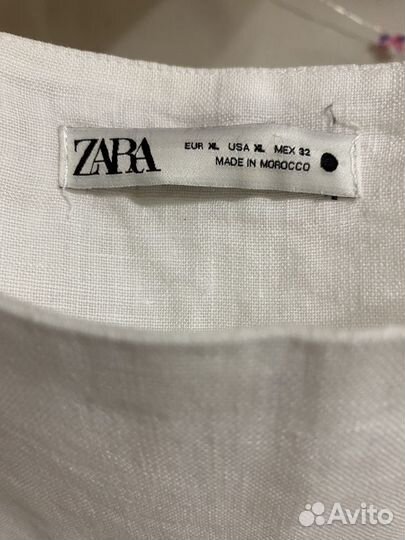 ZARA
EUR XL USA XL MEX 32
MADE IN MOROCCO
Avito